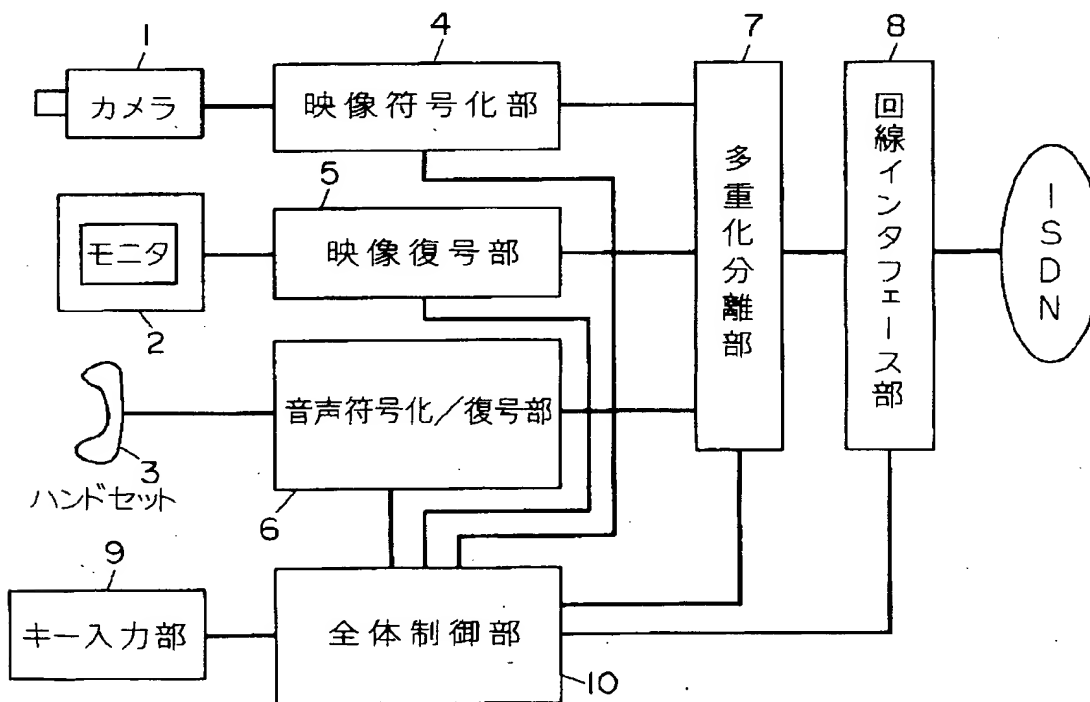 1
カメラ
4
映像符号化部
7
多重化分離部
8
回線インタフェース部
ISDN
5
映像復号部
モニタ
2
音声符号化／復号部
6
3
ハンドセット
9
キー入力部
全体制御部
10